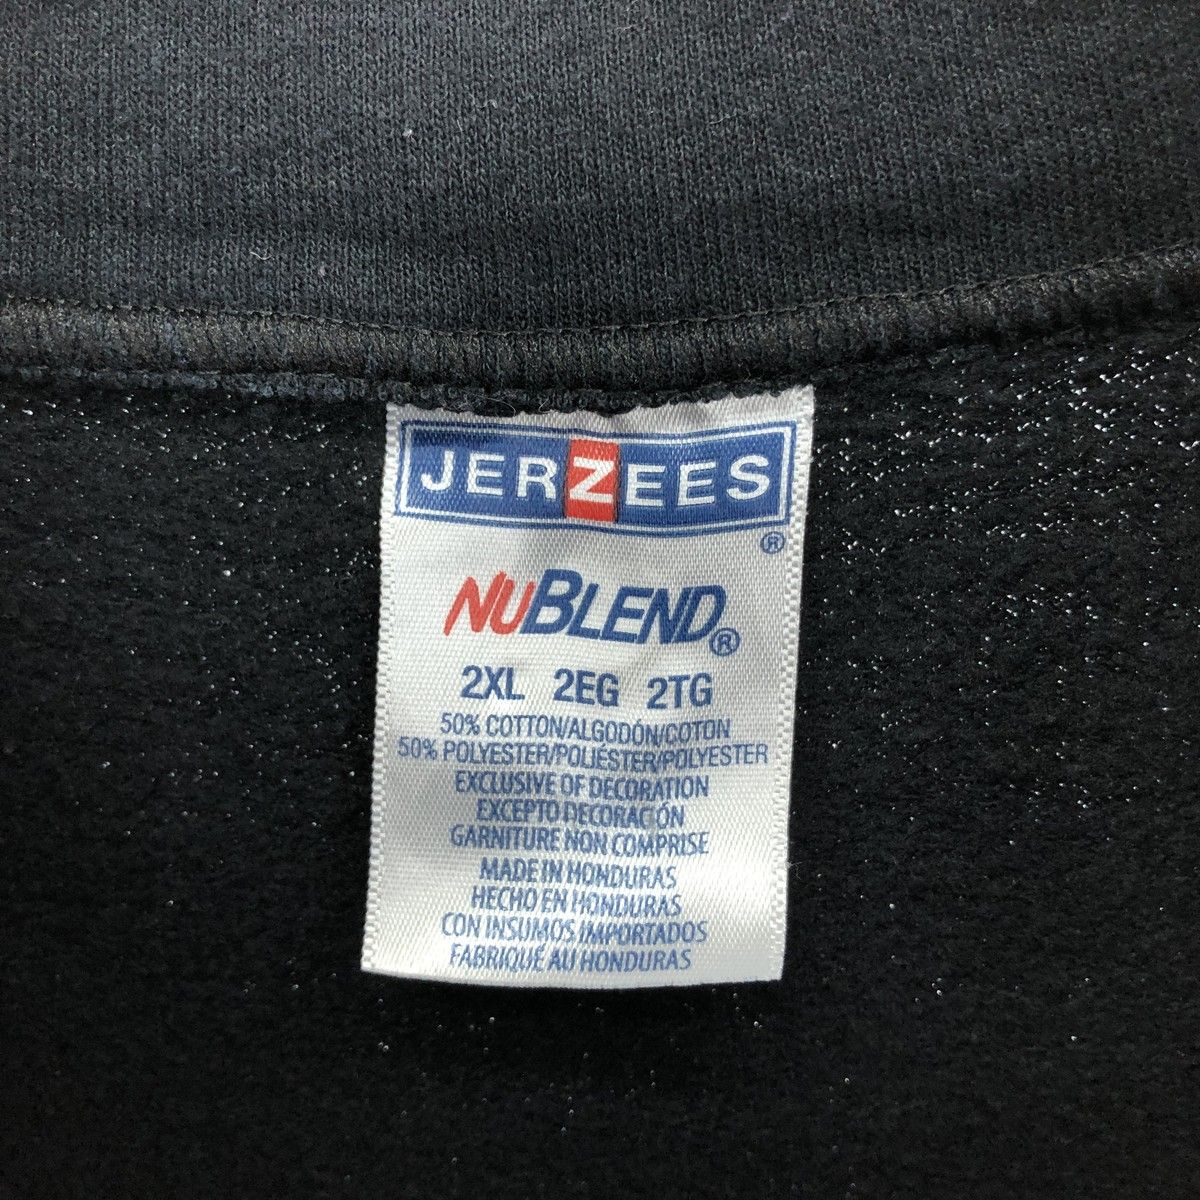 JERZEES
®
NUBLEND®
2XL 2EG 2TG
50% COTTON/ALGODÓN/COTON
50% POLYESTER/POLIÉSTER/POLYESTER
EXCLUSIVE OF DECORATION
EXCEPTO DECORACIÓN
GARNITURE NON COMPRISE
MADE IN HONDURAS
HECHO EN HONDURAS
CON INSUMOS IMPORTADOS
FABRIQUÉ AU HONDURAS